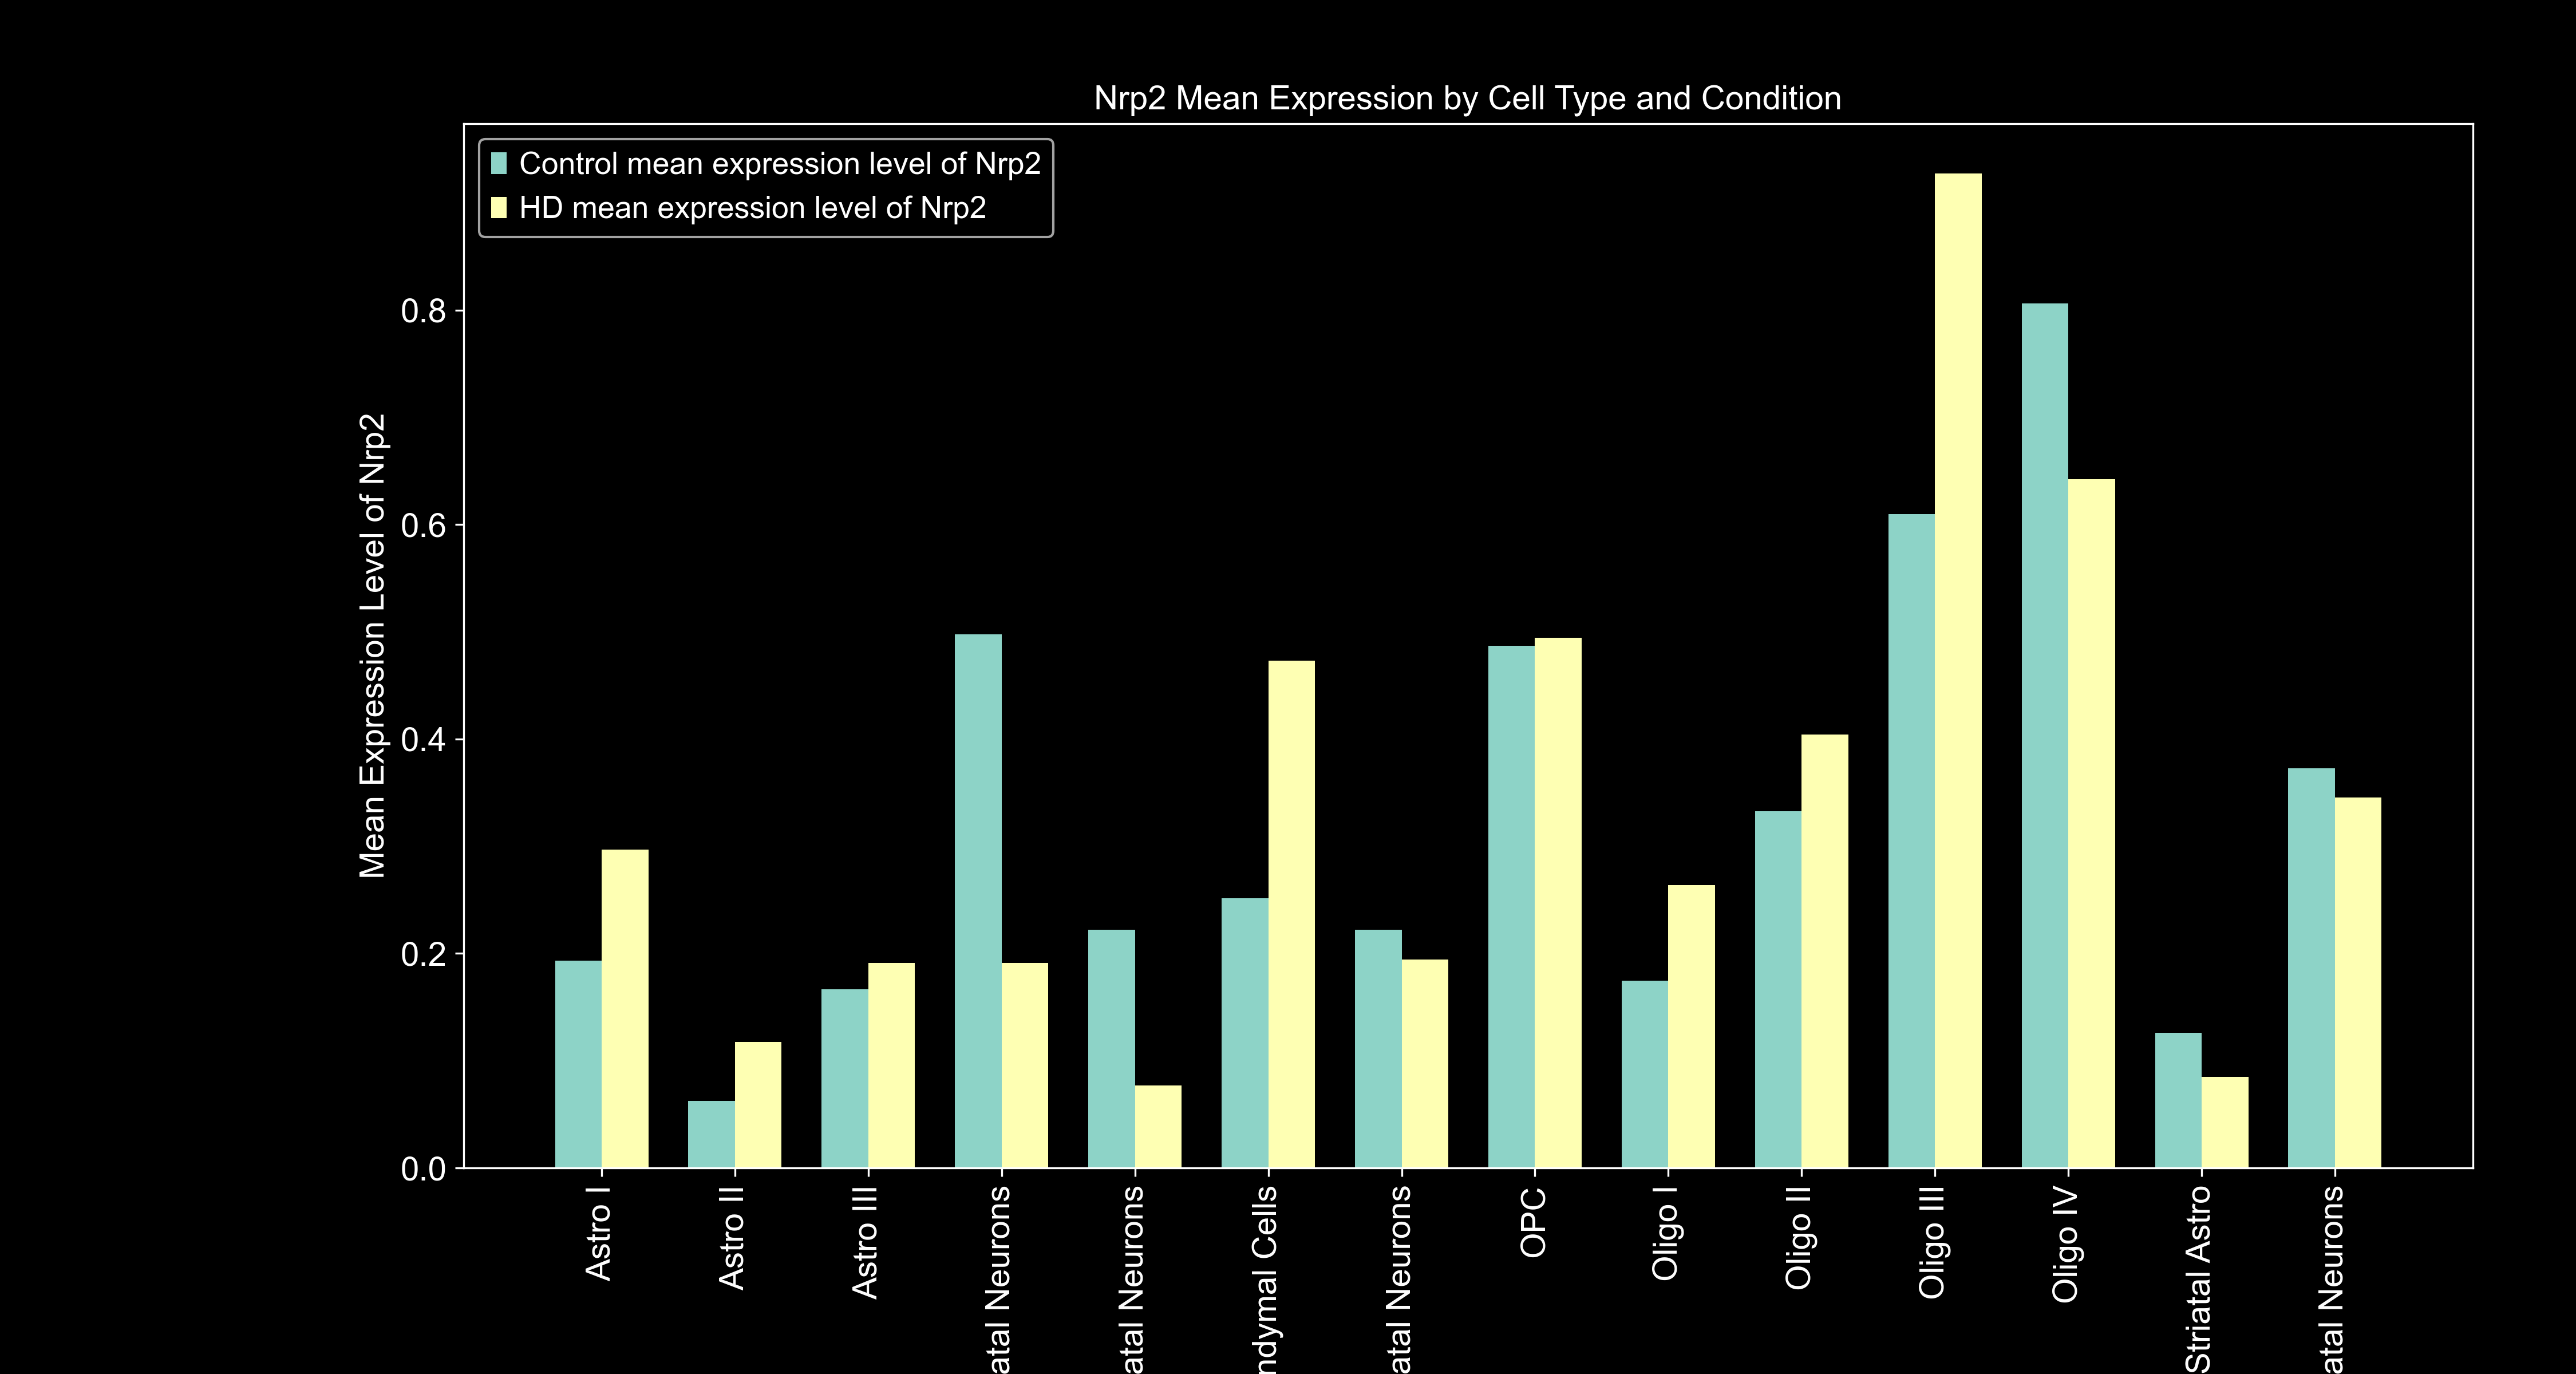 Nrp2 Mean Expression by Cell Type and Condition
Control mean expression level of Nrp2
HD mean expression level of Nrp2
Mean Expression Level of Nrp2
0.8
0.6
0.4
0.2
0.0
Astro I
Astro II
Astro III
atal Neurons
atal Neurons
ndymal Cells
atal Neurons
OPC
Oligo I
Oligo II
Oligo III
Oligo IV
Striatal Astro
atal Neurons